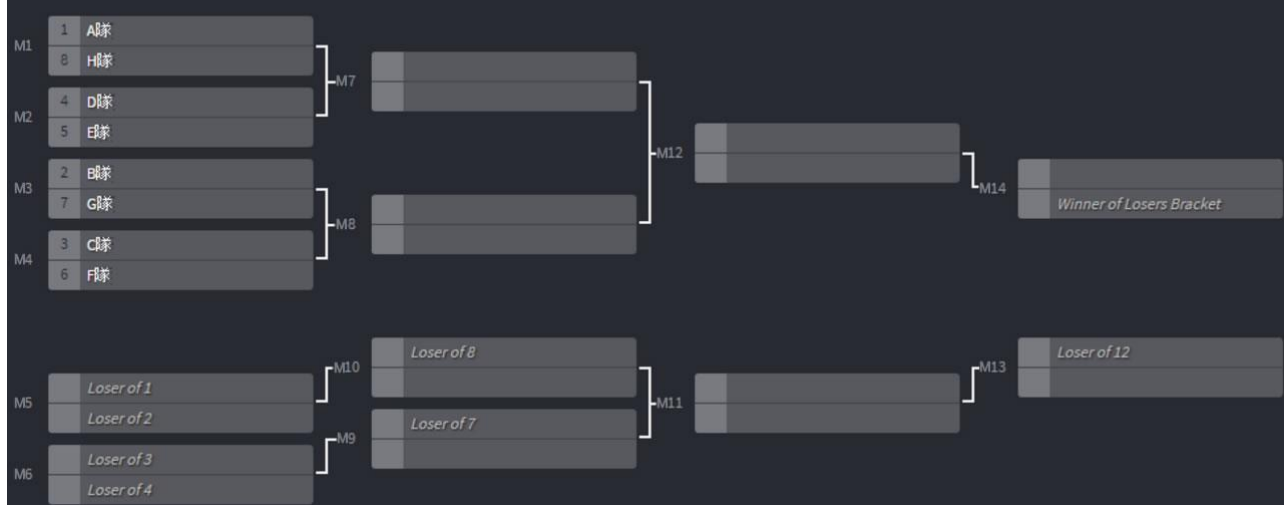 M1
1 A隊
8 H隊
M2
4 D隊
5 E隊
M3
2 B隊
7 G隊
M4
3 C隊
6 F隊
M7
M8
M12
M14
Winner of Losers Bracket
M5
Loser of 1
Loser of 2
M6
Loser of 3
Loser of 4
M10
Loser of 8
M9
Loser of 7
M11
M13
Loser of 12